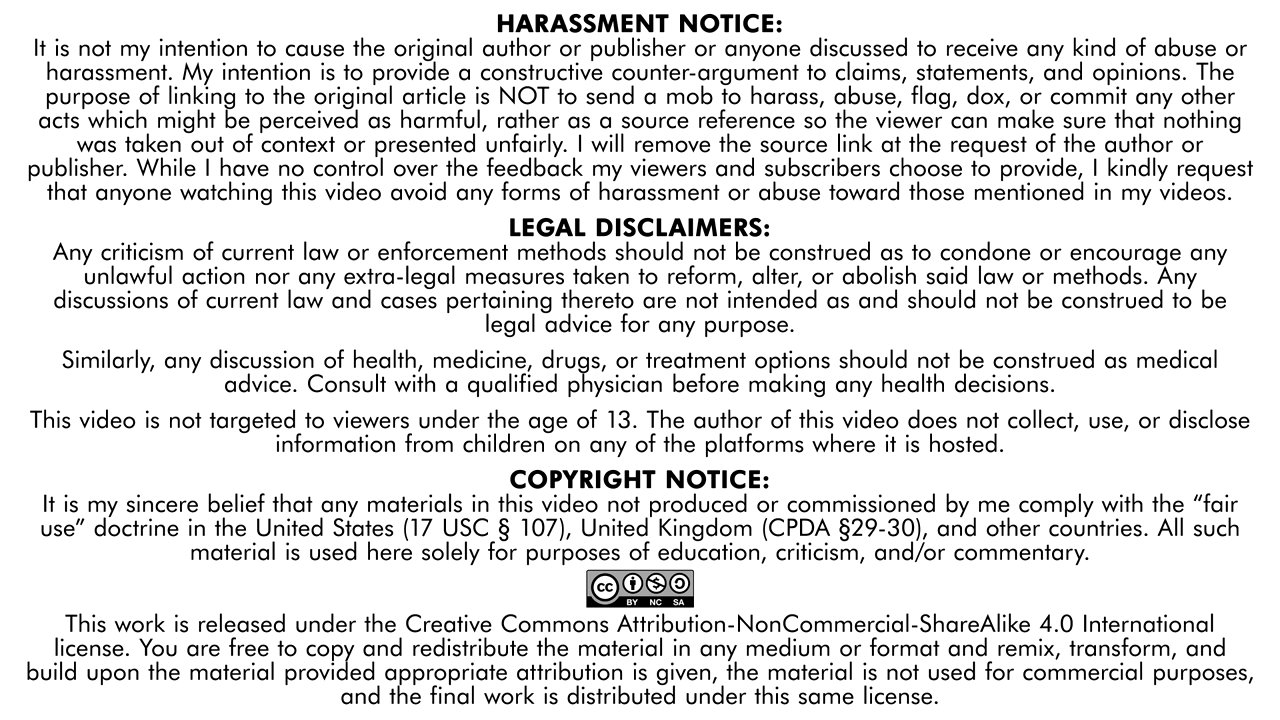 HARASSMENT NOTICE:
It is not my intention to cause the original author or publisher or anyone discussed to receive any kind of abuse or
harassment. My intention is to provide a constructive counter-argument to claims, statements, and opinions. The
purpose of linking to the original article is NOT to send a mob to harass, abuse, flag, dox, or commit any other
acts which might be perceived as harmful, rather as a source reference so the viewer can make sure that nothing
was taken out of context or presented unfairly. I will remove the source link at the request of the author or
publisher. While I have no control over the feedback my viewers and subscribers choose to provide, I kindly request
that anyone watching this video avoid any forms of harassment or abuse toward those mentioned in my videos.
LEGAL DISCLAIMERS:
Any criticism of current law or enforcement methods should not be construed as to condone or encourage any
unlawful action nor any extra-legal measures taken to reform, alter, or abolish said law or methods. Any
discussions of current law and cases pertaining thereto are not intended as and should not be construed to be
legal advice for any purpose.
Similarly, any discussion of health, medicine, drugs, or treatment options should not be construed as medical
advice. Consult with a qualified physician before making any health decisions.
This video is not targeted to viewers under the age of 13. The author of this video does not collect, use, or disclose
information from children on any of the platforms where it is hosted.
COPYRIGHT NOTICE:
It is my sincere belief that any materials in this video not produced or commissioned by me comply with the “fair
use” doctrine in the United States (17 USC § 107), United Kingdom (CPDA §29-30), and other countries. All such
material is used here solely for purposes of education, criticism, and/or commentary.
cc
BY NC SA
This work is released under the Creative Commons Attribution-NonCommercial-ShareAlike 4.0 International
license. You are free to copy and redistribute the material in any medium or format and remix, transform, and
build upon the material provided appropriate attribution is given, the material is not used for commercial purposes,
and the final work is distributed under this same license.